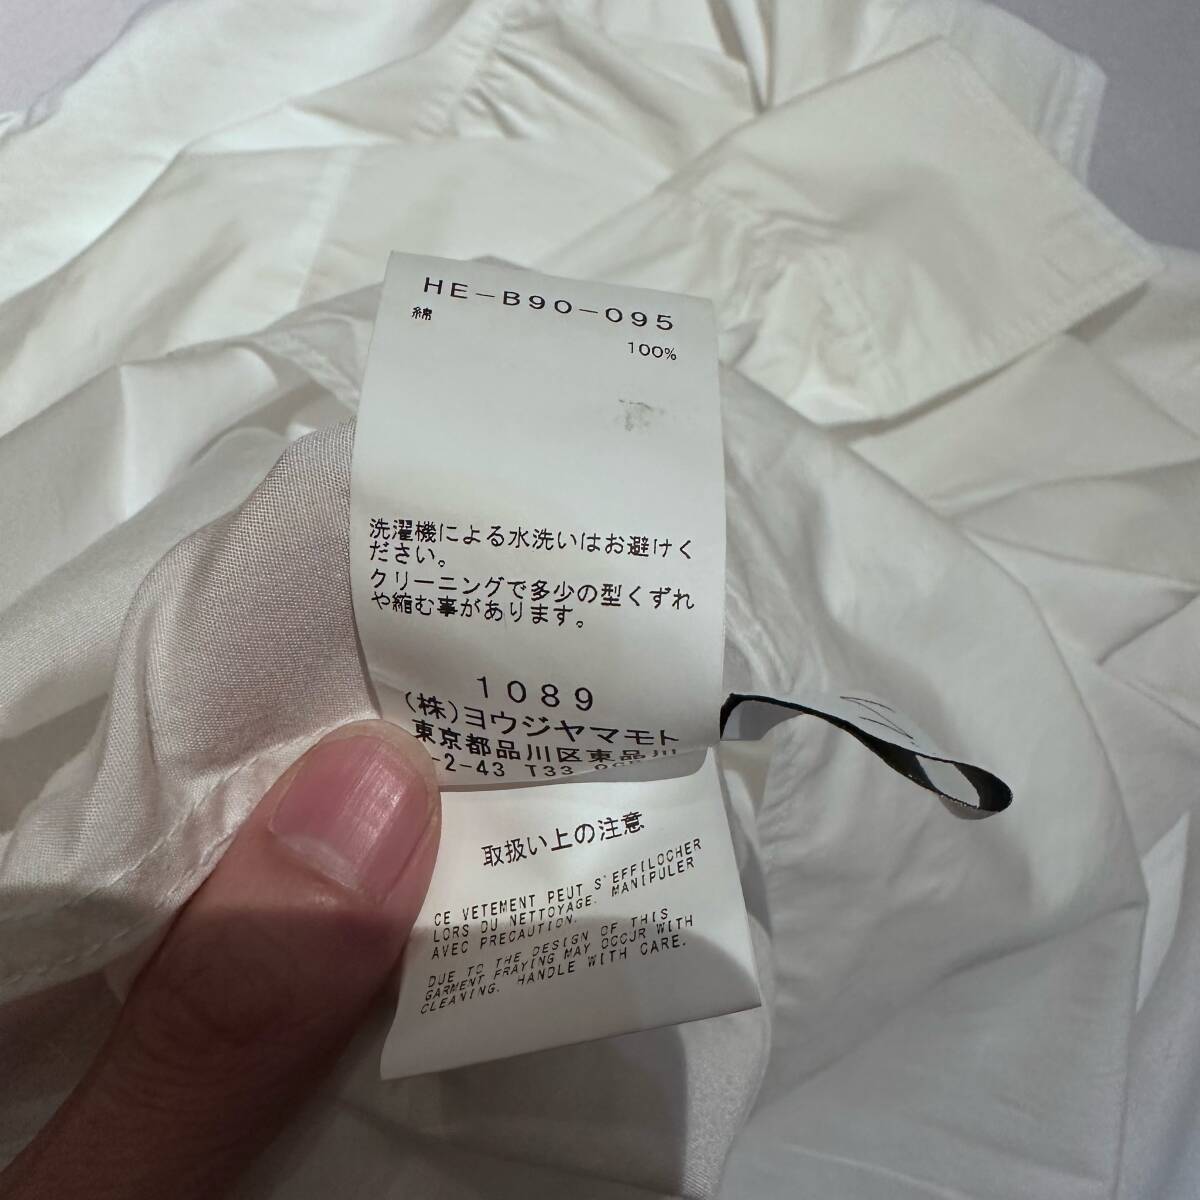 HE-B90-095
綿
100%
洗濯機による水洗いはお避けく
ださい。
クリーニングで多少の型くずれ
や縮む事があります。
1089
(株)ヨウジヤマモト
東京都品川区東品川
-2-43 T33
取扱い上の注意
CE VETEMENT PEUT S'EFFILOCHER
LORS DU NETTOYAGE. MANIPULER
AVEC PRECAUTION.
DUE TO THE DESIGN OF THIS
GARMENT FRAYING MAY OCCUR WITH
CLEANING. HANDLE WITH CARE.